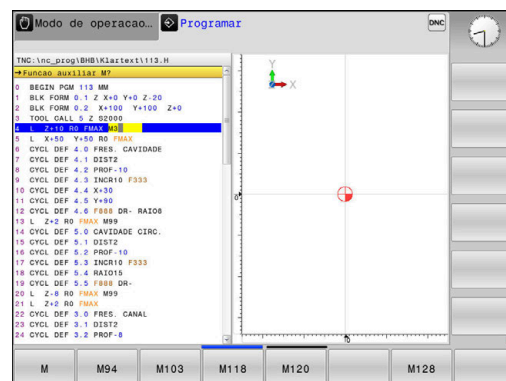 Modo de operacao...
Programar
DNC
TNC:\nc_prog\BHB\Klartext\113.H
→Funcao auxiliar M?
0 BEGIN PGM 113 MM
1 BLK FORM 0.1 Z X+0 Y+0 Z-20
2 BLK FORM 0.2 X+100 Y+100 Z+0
3 TOOL CALL 5 Z S2000
4 L Z+10 R0 FMAX M3
5 L X+50 Y+50 R0 FMAX
6 CYCL DEF 4.0 FRES. CAVIDADE
7 CYCL DEF 4.1 DIST2
8 CYCL DEF 4.2 PROF-10
9 CYCL DEF 4.3 INCR10 F333
10 CYCL DEF 4.4 X+30
11 CYCL DEF 4.5 Y+90
12 CYCL DEF 4.6 F888 DR- RAIO8
13 L Z+2 R0 FMAX M99
14 CYCL DEF 5.0 CAVIDADE CIRC.
15 CYCL DEF 5.1 DIST2
16 CYCL DEF 5.2 PROF-10
17 CYCL DEF 5.3 INCR10 F333
18 CYCL DEF 5.4 RAIO15
19 CYCL DEF 5.5 F888 DR-
20 L Z-8 R0 FMAX M99
21 L Z+2 R0 FMAX
22 CYCL DEF 3.0 FRES. CANAL
23 CYCL DEF 3.1 DIST2
24 CYCL DEF 3.2 PROF-8
Y
X
0
0
M
M94
M103
M118
M120
M128